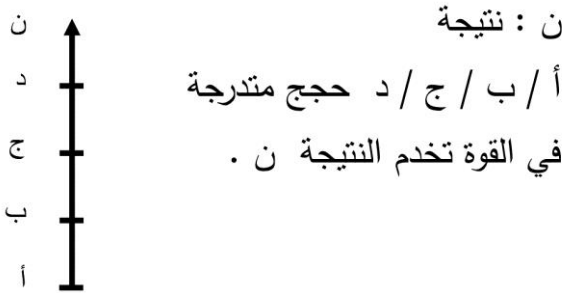 ن : نتيجة
أ / ب / ج / د حجج متدرجة
في القوة تخدم النتيجة ن .
ن
د
ج
ب
أ